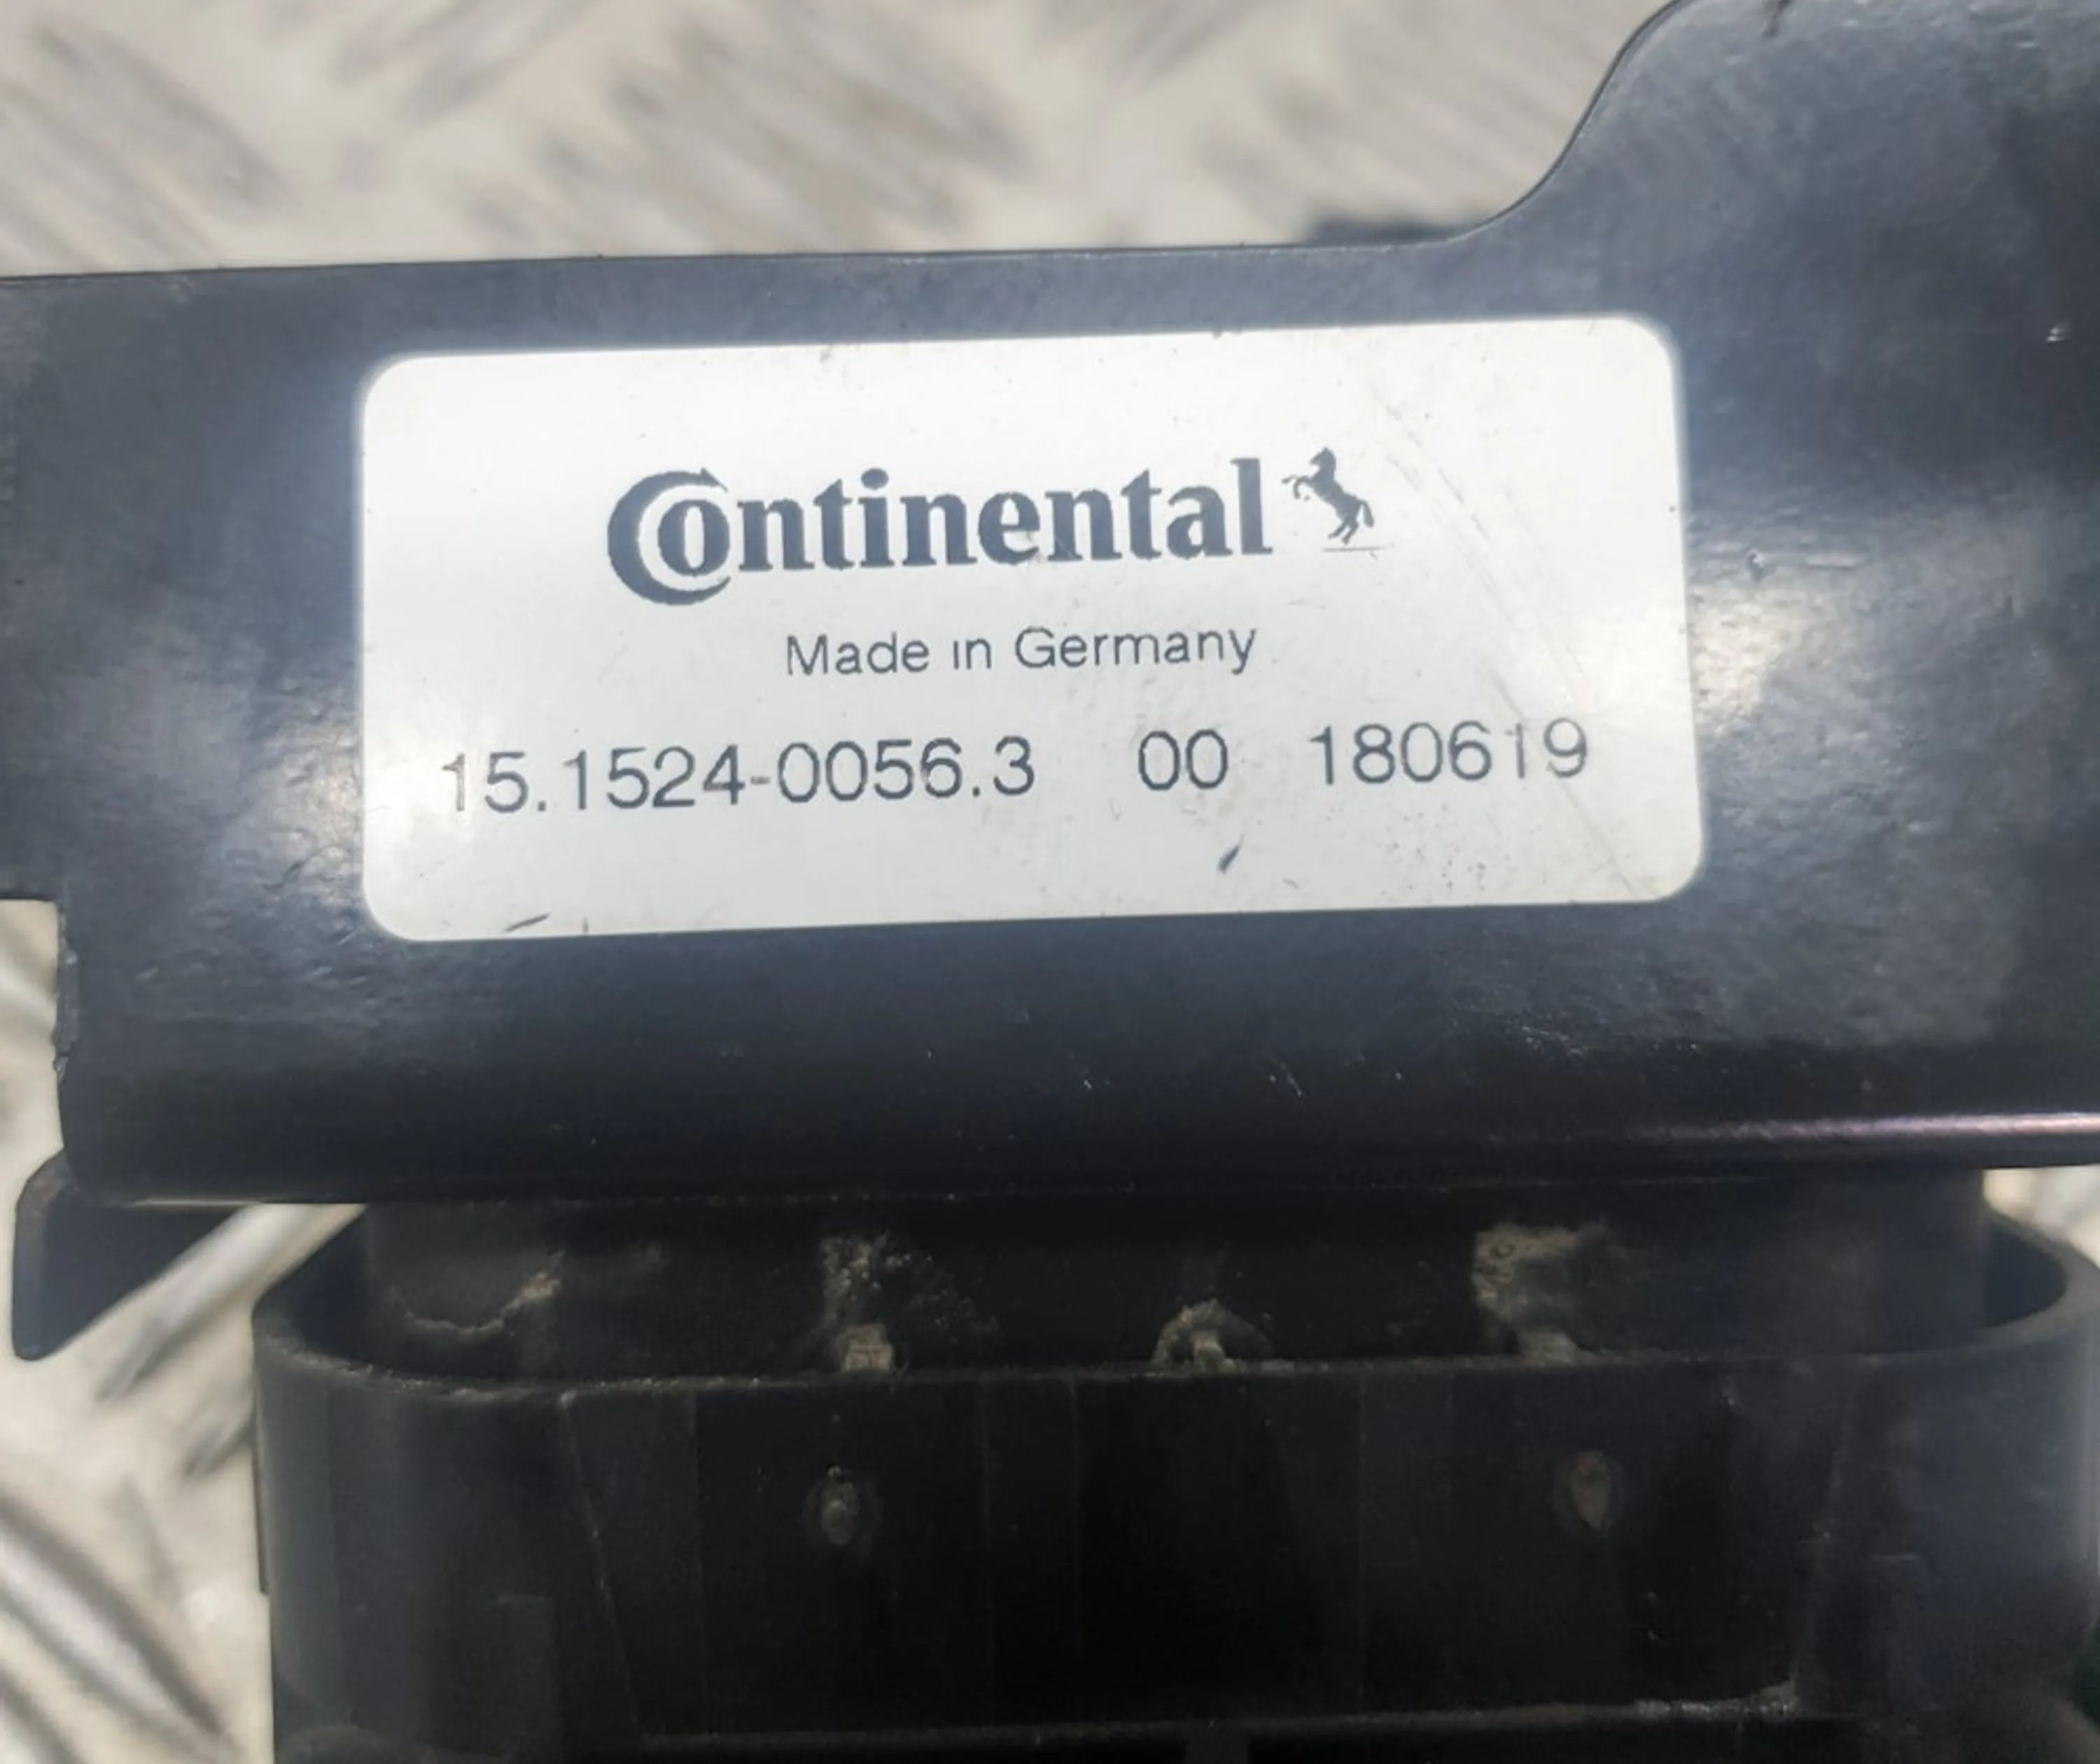 Continental
Made in Germany
15.1524-0056.3 00 180619